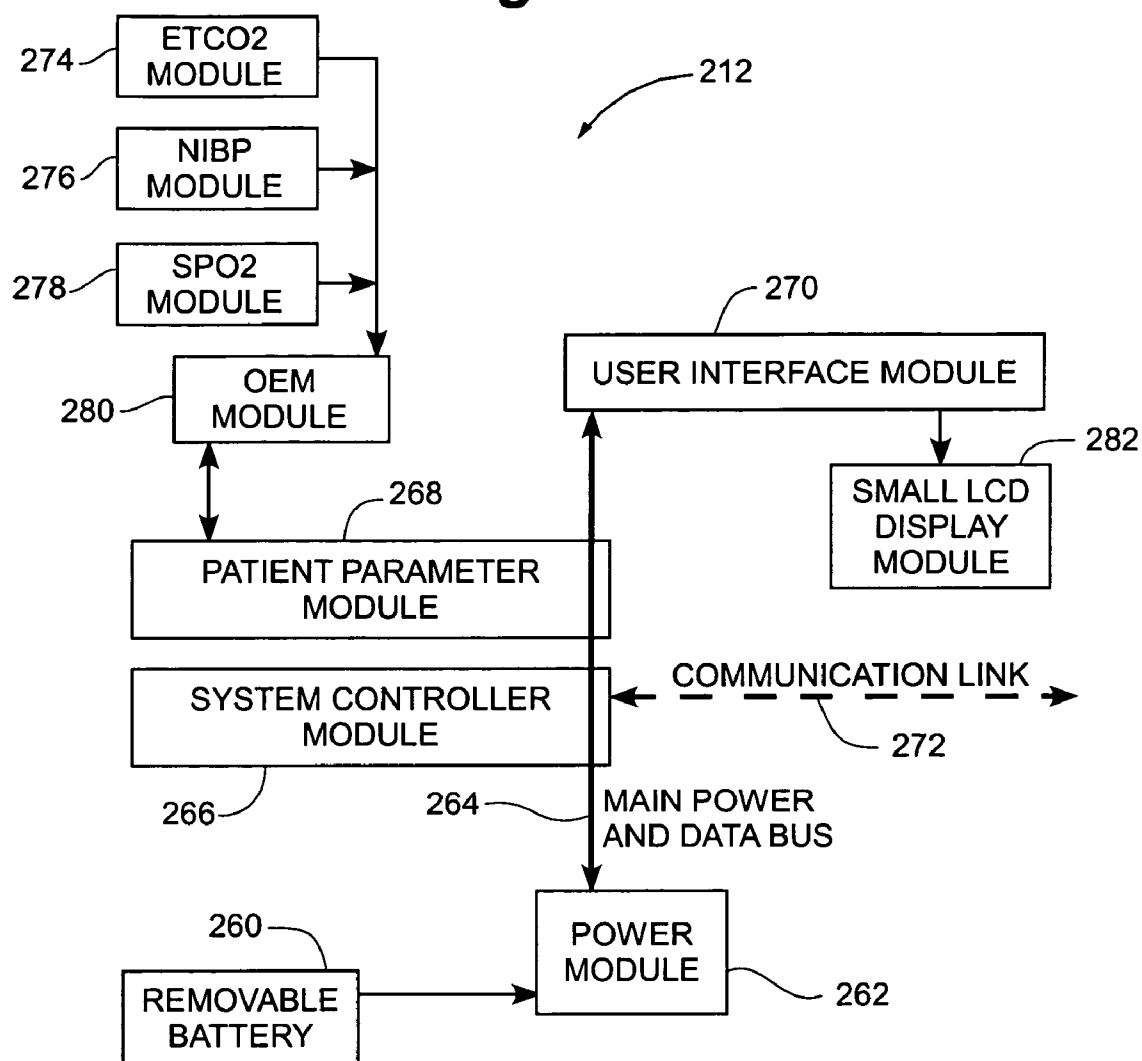 ETCO2
MODULE
274
212
NIBP
MODULE
276
SPO2
MODULE
278
270
USER INTERFACE MODULE
OEM
MODULE
280
282
SMALL LCD
DISPLAY
MODULE
268
PATIENT PARAMETER
MODULE
SYSTEM CONTROLLER
MODULE
COMMUNICATION LINK
272
266
264
MAIN POWER
AND DATA BUS
260
POWER
MODULE
262
REMOVABLE
BATTERY